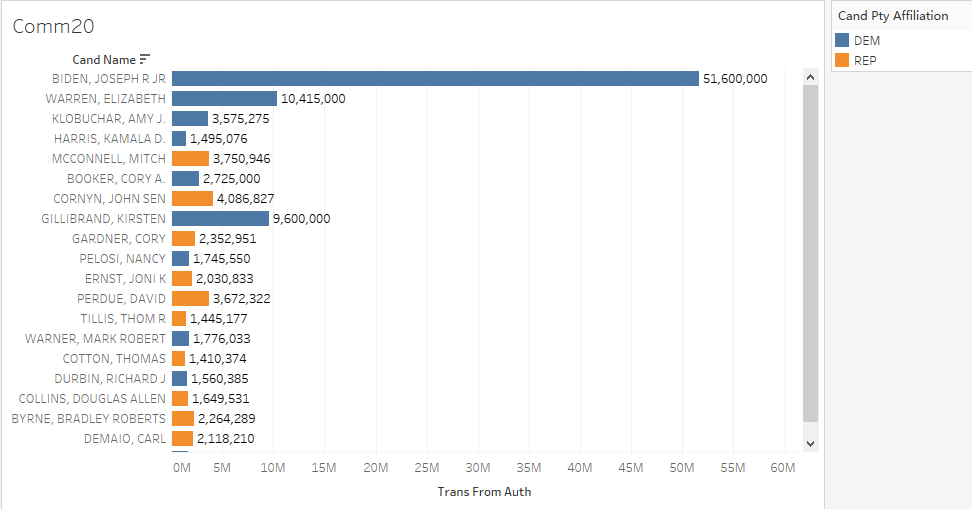 Comm20
Cand Name
BIDEN, JOSEPH R JR 51,600,000
WARREN, ELIZABETH 10,415,000
KLOBUCHAR, AMY J. 3,575,275
HARRIS, KAMALA D. 1,495,076
MCCONNELL, MITCH 3,750,946
BOOKER, CORY A. 2,725,000
CORNYN, JOHN SEN 4,086,827
GILLIBRAND, KIRSTEN 9,600,000
GARDNER, CORY 2,352,951
PELOSI, NANCY 1,745,550
ERNST, JONI K 2,030,833
PERDUE, DAVID 3,672,322
TILLIS, THOM R 1,445,177
WARNER, MARK ROBERT 1,776,033
COTTON, THOMAS 1,410,374
DURBIN, RICHARD J 1,560,385
COLLINS, DOUGLAS ALLEN 1,649,531
BYRNE, BRADLEY ROBERTS 2,264,289
DEMAIO, CARL 2,118,210
0M 5M 10M 15M 20M 25M 30M 35M 40M 45M 50M 55M 60M
Trans From Auth
Cand Pty Affiliation
DEM
REP